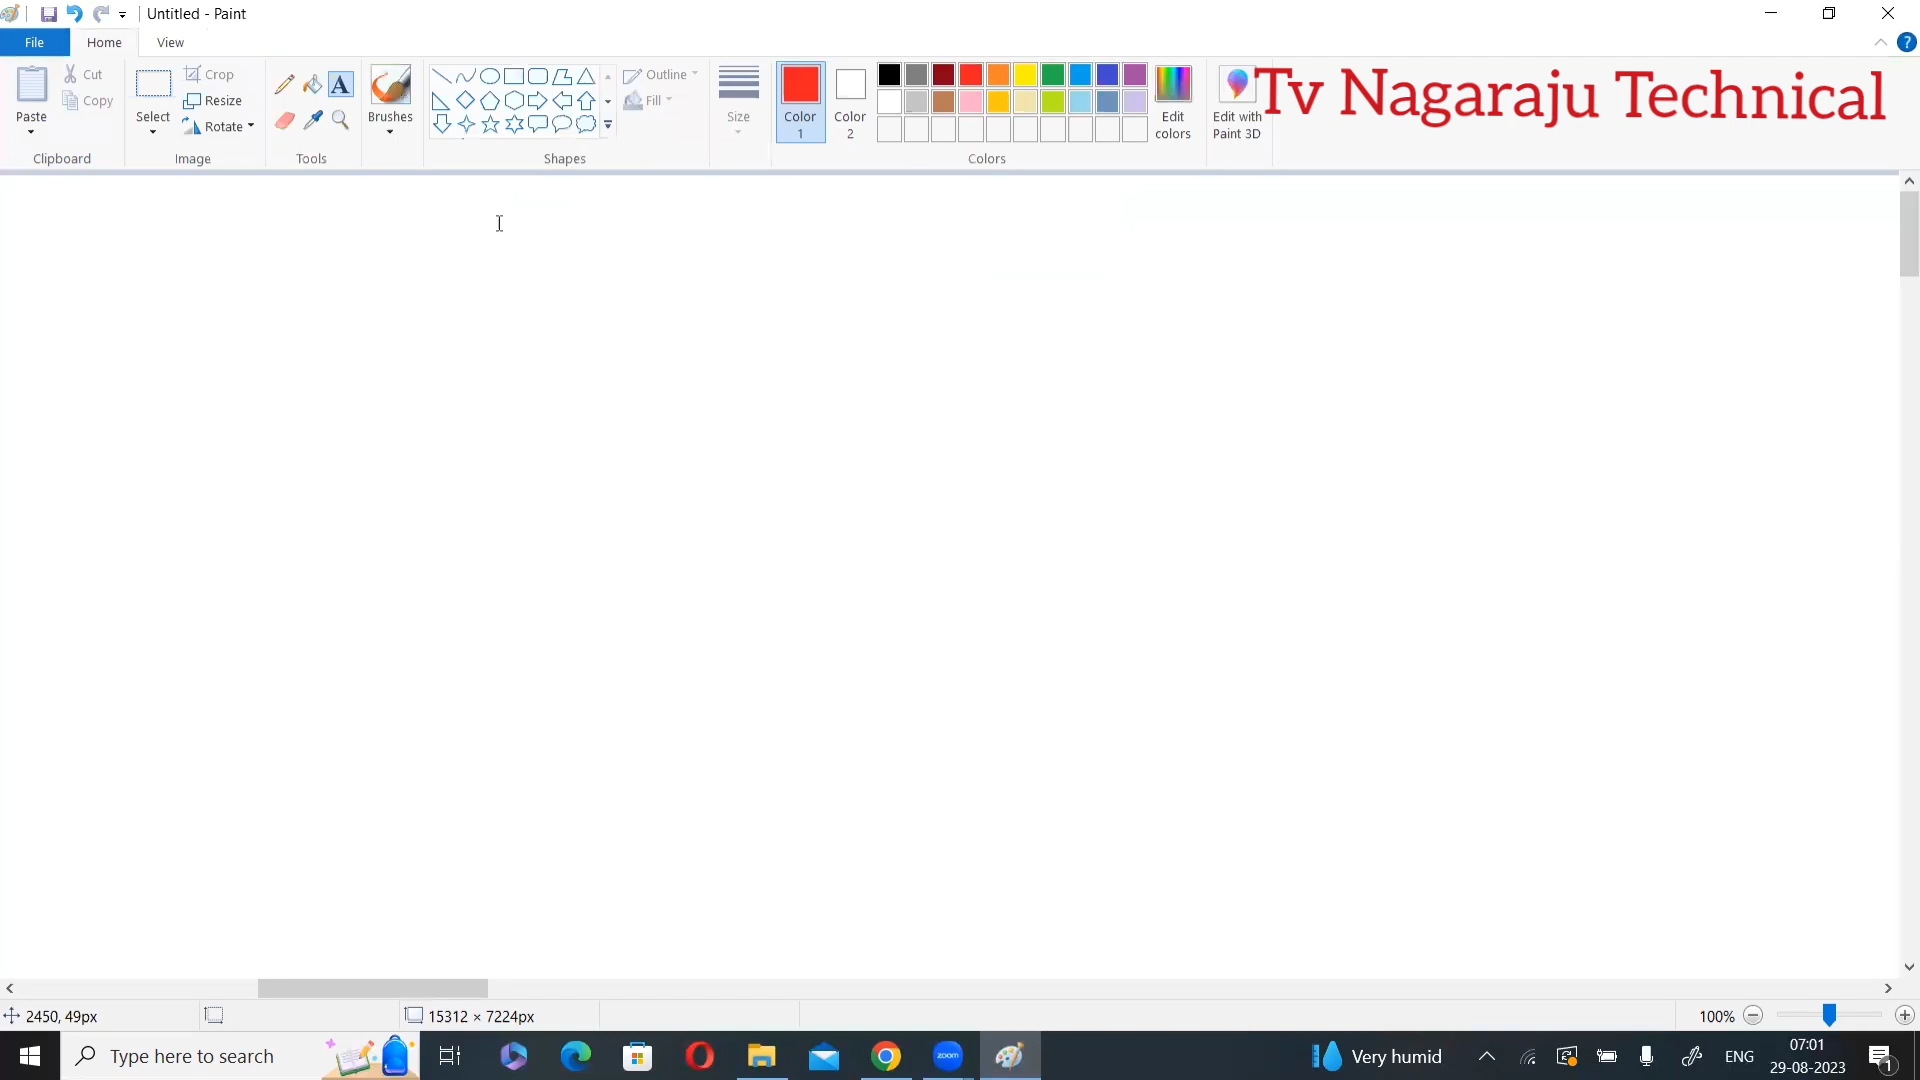 Untitled - Paint
File Home View
Paste Cut Copy
Clipboard
Select Crop Resize Rotate
Image
A
Tools
Brushes
Shapes
Outline
Fill
Size
Color 1
Color 2
Edit colors
Colors
Edit with Paint 3D
?
Tv Nagaraju Technical
2450, 49px
15312 × 7224px
100%
Type here to search
zoom
Very humid
ENG
07:01
29-08-2023
1